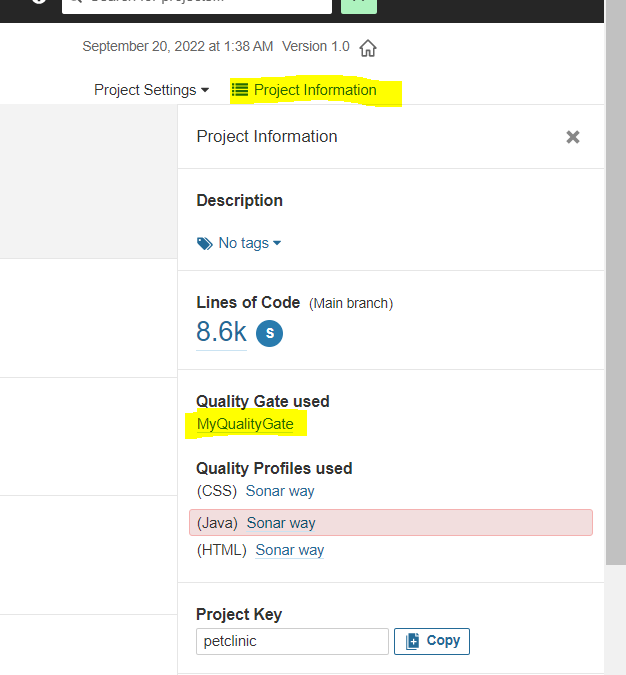 Search for projects...
September 20, 2022 at 1:38 AM Version 1.0
Project Settings Project Information
Project Information
Description
No tags
Lines of Code (Main branch)
8.6k S
Quality Gate used
MyQualityGate
Quality Profiles used
(CSS) Sonar way
(Java) Sonar way
(HTML) Sonar way
Project Key
petclinic Copy